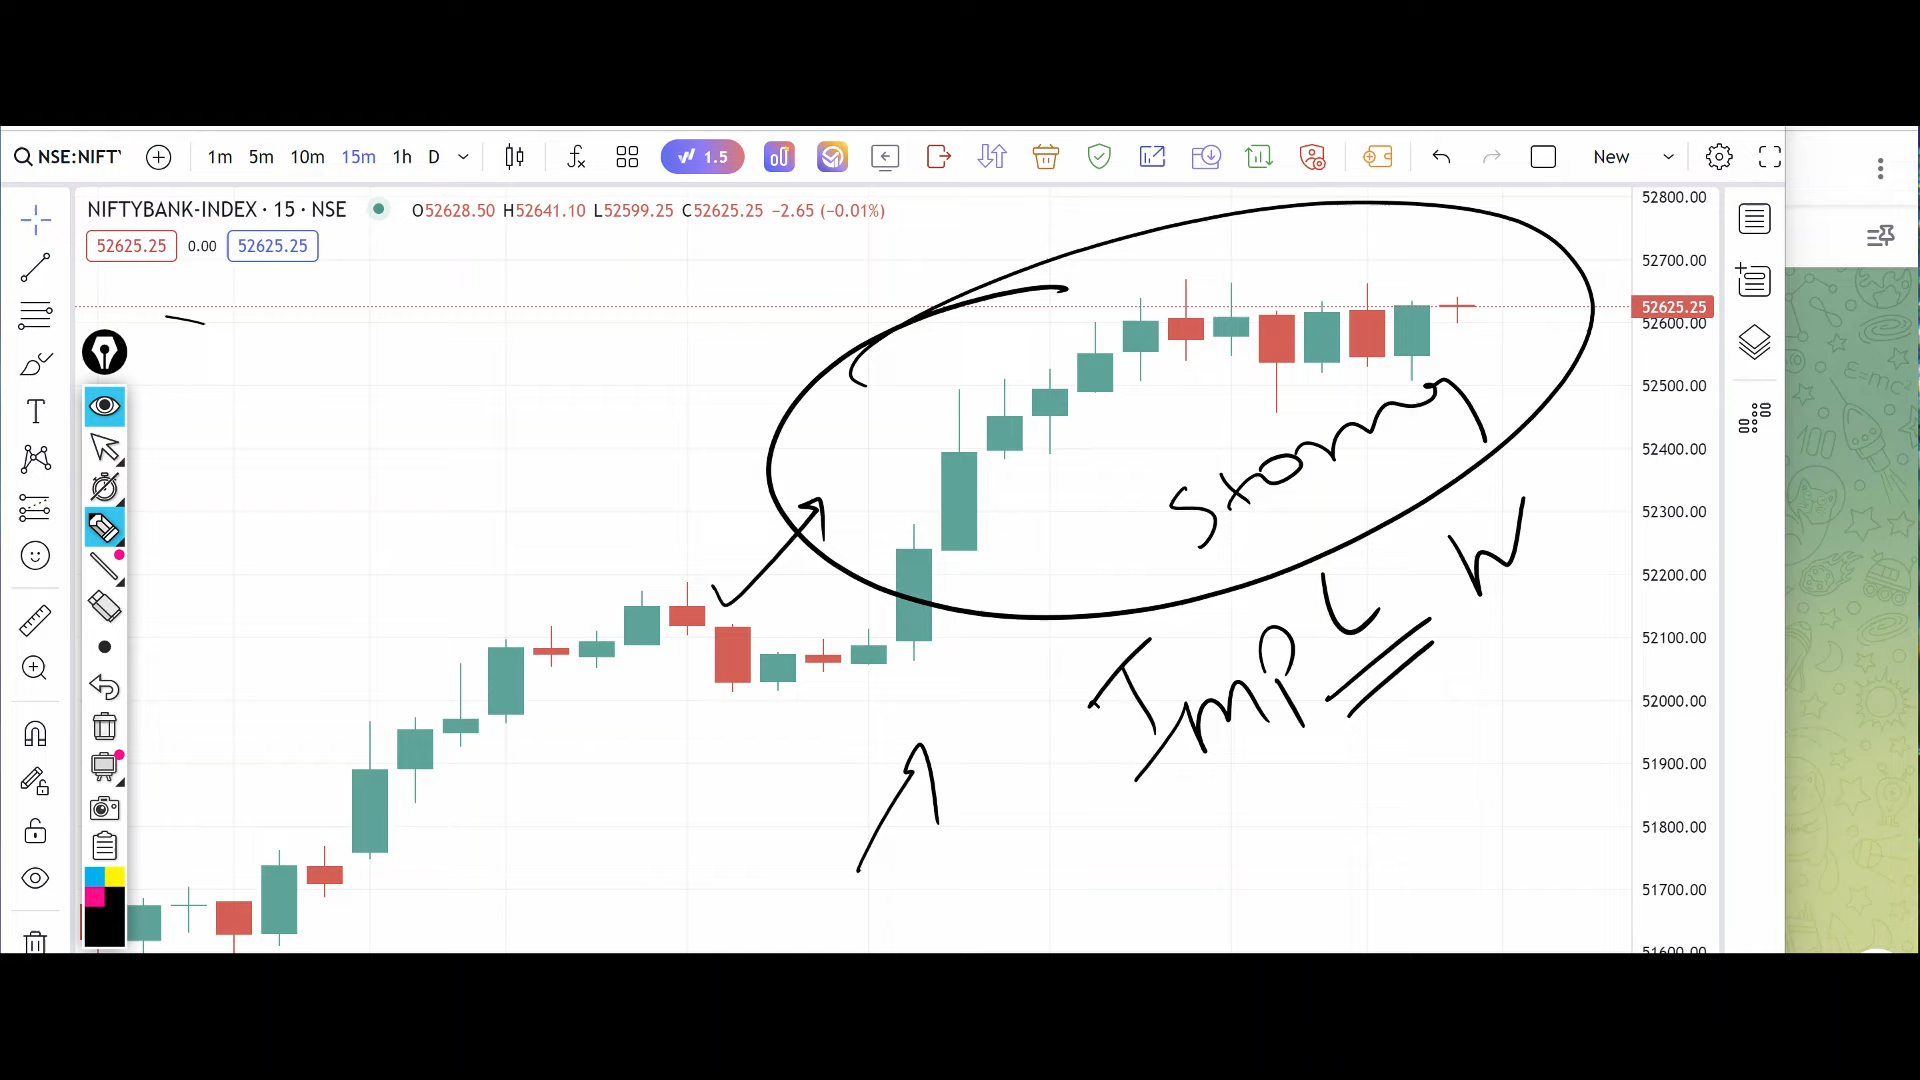 NSE:NIFT
1m 5m 10m 15m 1h D 1.5 New
NIFTYBANK-INDEX · 15 · NSE O52628.50 H52641.10 L52599.25 C52625.25 −2.65 (−0.01%)
52625.25 0.00 52625.25
52800.00
52700.00
52625.25
52600.00
52500.00
52400.00
52300.00
52200.00
52100.00
52000.00
51900.00
51800.00
51700.00
51600.00
Imp